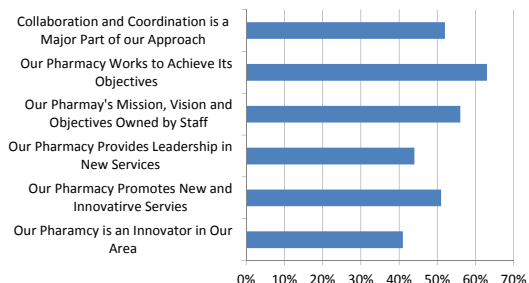 Collaboration and Coordination is a
Major Part of our Approach
Our Pharmacy Works to Achieve Its
Objectives
Our Pharmay's Mission, Vision and
Objectives Owned by Staff
Our Pharmacy Provides Leadership in
New Services
Our Pharmacy Promotes New and
Innovatirve Servies
Our Pharamcy is an Innovator in Our
Area
0% 10% 20% 30% 40% 50% 60% 70%